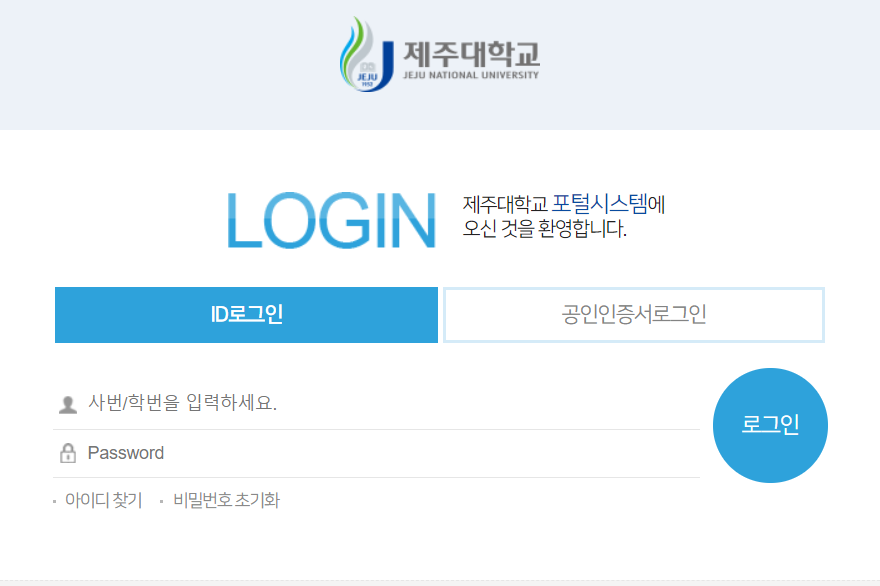 제주대학교
JEJU NATIONAL UNIVERSITY
JEJU
1952
LOGIN
제주대학교 포털시스템에
오신 것을 환영합니다.
ID로그인
공인인증서로그인
사번/학번을 입력하세요.
로그인
Password
아이디 찾기
비밀번호 초기화